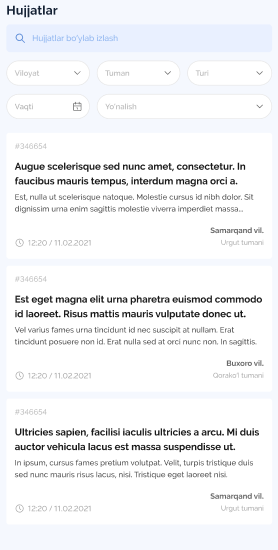 Hujjatlar
Hujjatlar bo'ylab izlash
Viloyat
Tuman
Turi
Vaqti
Yo'nalish
#346654
Augue scelerisque sed nunc amet, consectetur. In
faucibus mauris tempus, interdum magna orci a.
Est, nulla ut scelerisque natoque. Molestie cursus id nibh dolor. Sit
dignissim urna enim sagittis molestie viverra imperdiet massa...
Samarqand vil.
12:20 / 11.02.2021
Urgut tumani
#346654
Est eget magna elit urna pharetra euismod commodo
id laoreet. Risus mattis mauris vulputate donec ut.
Vel varius fames urna tincidunt id nec suscipit at nullam. Erat
tincidunt posuere non id. Erat nulla sed at orci nunc non. In sagittis.
Buxoro vil.
12:20 / 11.02.2021
Qorako'l tumani
#346654
Ultricies sapien, facilisi iaculis ultricies a arcu. Mi duis
auctor vehicula lacus est massa suspendisse ut.
In ipsum, cursus fames pretium volutpat. Velit, turpis tristique duis
sed nunc mauris risus lacus, nisi. Tristique eget laoreet nisi.
Samarqand vil.
12:20 / 11.02.2021
Urgut tumani